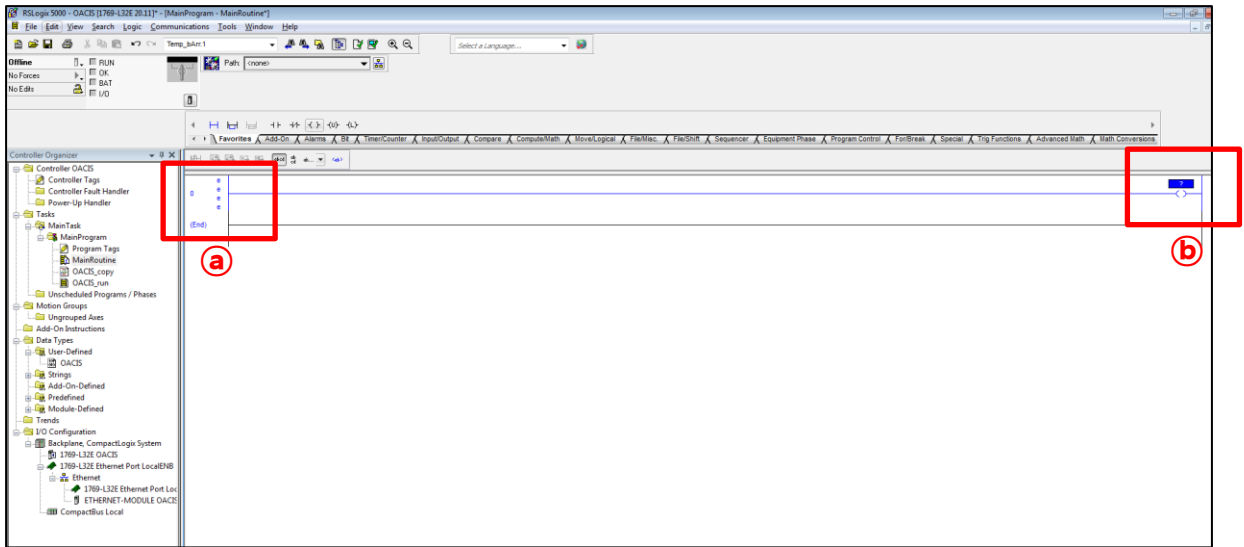 RSLogix 5000 - OACIS [1769-L32E 20.11]* - [MainProgram - MainRoutine*]
File Edit View Search Logic Communications Tools Window Help
Temp_bArr.1
Select a Language...
Offline
RUN
Path: <none>
No Forces
OK
BAT
No Edits
I/O
Favorites Add-On Alarms Bit Timer/Counter Input/Output Compare Compute/Math Move/Logical File/Misc. File/Shift Sequencer Equipment Phase Program Control For/Break Special Trig Functions Advanced Math Math Conversions
Controller Organizer
Controller OACIS
Controller Tags
Controller Fault Handler
Power-Up Handler
Tasks
MainTask
MainProgram
Program Tags
MainRoutine
OACIS_copy
OACIS_run
Unscheduled Programs / Phases
Motion Groups
Ungrouped Axes
Add-On Instructions
Data Types
User-Defined
OACIS
Strings
Add-On-Defined
Predefined
Module-Defined
Trends
I/O Configuration
Backplane, CompactLogix System
1769-L32E OACIS
1769-L32E Ethernet Port LocalENB
Ethernet
1769-L32E Ethernet Port Loc
ETHERNET-MODULE OACIS
CompactBus Local
e
0 e
e
e
(End)
?
ⓐ
ⓑ